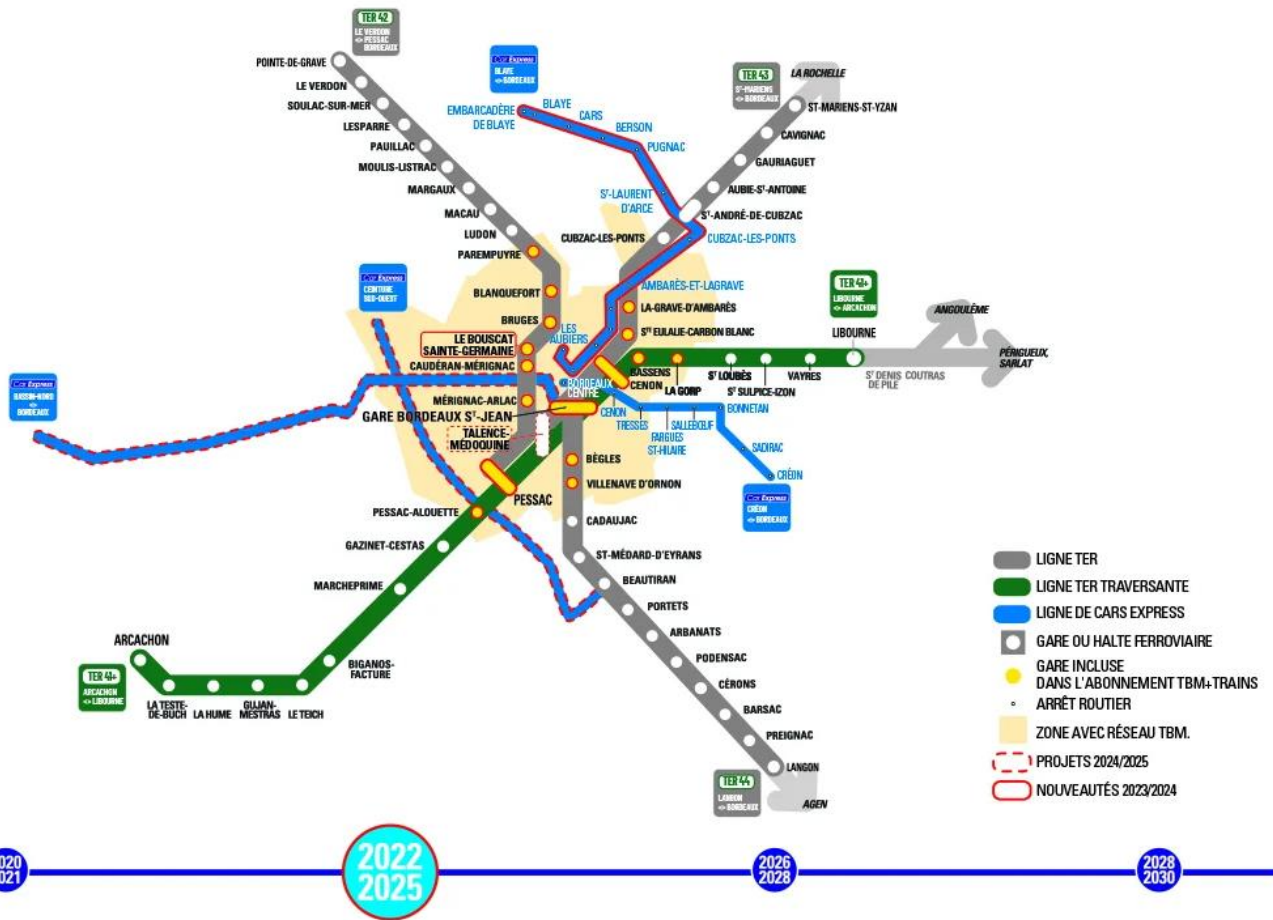 TER 42
LE VERDON
<> PESSAC
BORDEAUX
POINTE-DE-GRAVE
LE VERDON
SOULAC-SUR-MER
LESPARRE
PAUILLAC
MOULIS-LISTRAC
MARGAUX
MACAU
LUDON
PAREMPUYRE
BLANQUEFORT
BRUGES
LE BOUSCAT
SAINTE-GERMAINE
CAUDÉRAN-MÉRIGNAC
MÉRIGNAC-ARLAC
GARE BORDEAUX ST-JEAN
TALENCE-
MÉDOQUINE
PESSAC
PESSAC-ALOUETTE
GAZINET-CESTAS
MARCHEPRIME
BIGANOS-
FACTURE
LE TEICH
GUJAN-
MESTRAS
LA HUME
LA TESTE-
DE-BUCH
ARCACHON
TER 41+
ARCACHON
<> LIBOURNE
Car Express
BLAYE
<> BORDEAUX
EMBARCADÈRE
DE BLAYE
BLAYE
CARS
BERSON
PUGNAC
ST-LAURENT
D'ARCE
CUBZAC-LES-PONTS
AMBARÈS-ET-LAGRAVE
LES
AUBIERS
BORDEAUX
CENTRE
TER 43
ST-MARIENS
<> BORDEAUX
LA ROCHELLE
ST-MARIENS-ST-YZAN
CAVIGNAC
GAURIAGUET
AUBIE-ST-ANTOINE
ST-ANDRÉ-DE-CUBZAC
CUBZAC-LES-PONTS
LA-GRAVE-D'AMBARÈS
STE EULALIE-CARBON BLANC
BASSENS
CENON
LA GORP
ST LOUBÈS
ST SULPICE-IZON
VAYRES
LIBOURNE
TER 41+
LIBOURNE
<> ARCACHON
ANGOULÊME
PÉRIGUEUX,
SARLAT
ST DENIS COUTRAS
DE PILE
CENON
TRESSES
FARGUES
ST-HILAIRE
SALLEBŒUF
BONNETAN
SADIRAC
CRÉON
Car Express
CRÉON
<> BORDEAUX
Car Express
CEINTURE
SUD-OUEST
Car Express
BASSIN-NORD
<> BORDEAUX
BÈGLES
VILLENAVE D'ORNON
CADAUJAC
ST-MÉDARD-D'EYRANS
BEAUTIRAN
PORTETS
ARBANATS
PODENSAC
CÉRONS
BARSAC
PREIGNAC
LANGON
AGEN
TER 44
LANGON
<> BORDEAUX
LIGNE TER
LIGNE TER TRAVERSANTE
LIGNE DE CARS EXPRESS
GARE OU HALTE FERROVIAIRE
GARE INCLUSE
DANS L'ABONNEMENT TBM+TRAINS
ARRÊT ROUTIER
ZONE AVEC RÉSEAU TBM.
PROJETS 2024/2025
NOUVEAUTÉS 2023/2024
2022
2025
2026
2028
2028
2030